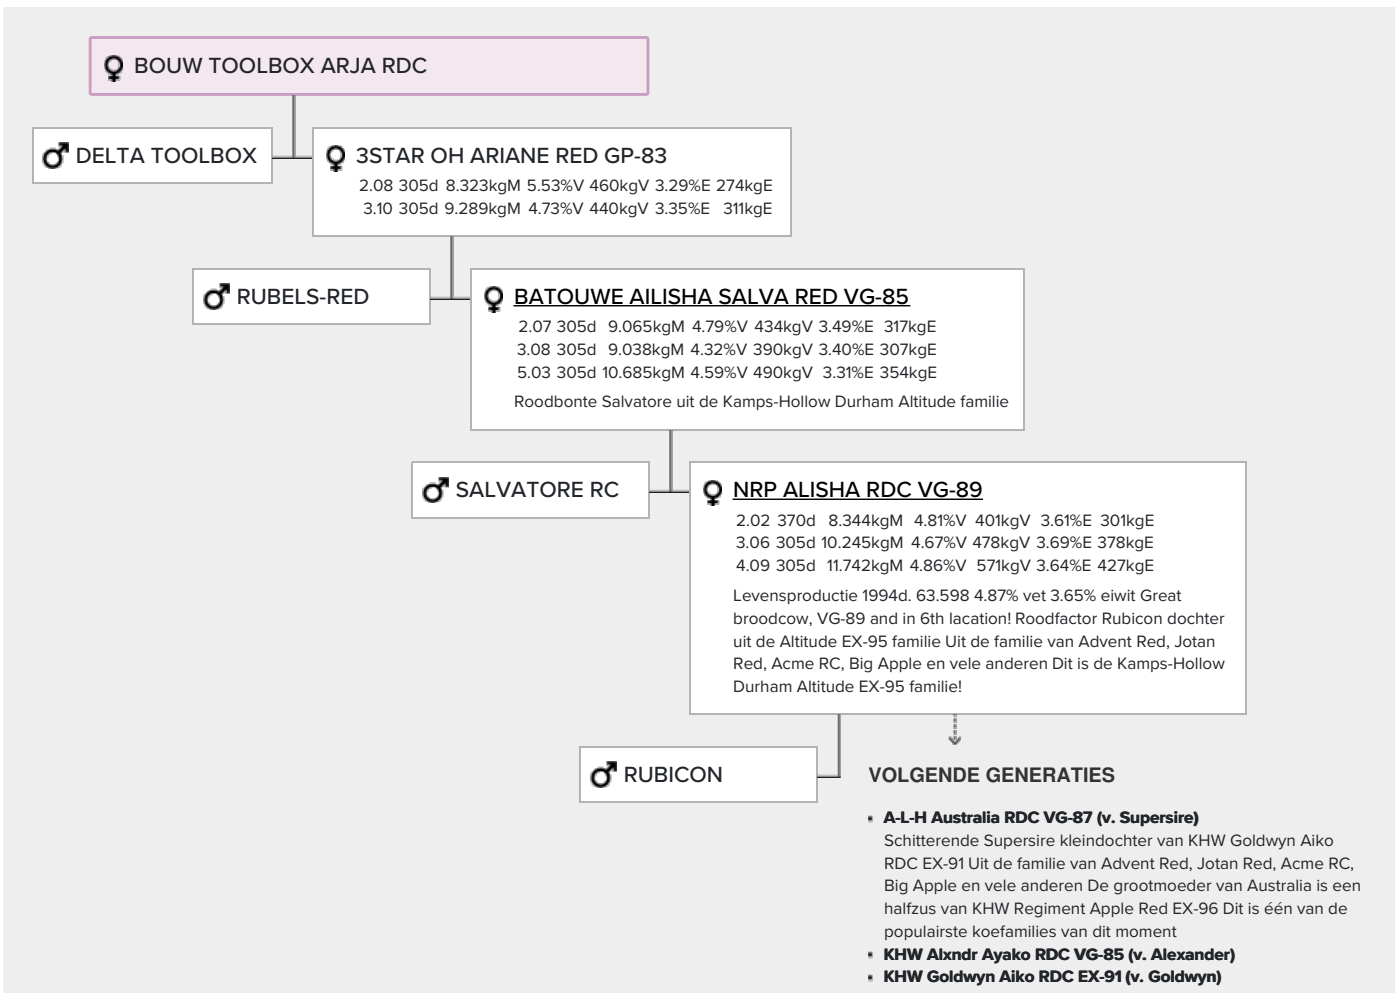 BOUW TOOLBOX ARJA RDC
DELTA TOOLBOX
3STAR OH ARIANE RED GP-83
2.08 305d 8.323kgM 5.53%V 460kgV 3.29%E 274kgE
3.10 305d 9.289kgM 4.73%V 440kgV 3.35%E 311kgE
RUBELS-RED
BATOUWE AILISHA SALVA RED VG-85
2.07 305d 9.065kgM 4.79%V 434kgV 3.49%E 317kgE
3.08 305d 9.038kgM 4.32%V 390kgV 3.40%E 307kgE
5.03 305d 10.685kgM 4.59%V 490kgV 3.31%E 354kgE
Roodbonte Salvatore uit de Kamps-Hollow Durham Altitude familie
SALVATORE RC
NRP ALISHA RDC VG-89
2.02 370d 8.344kgM 4.81%V 401kgV 3.61%E 301kgE
3.06 305d 10.245kgM 4.67%V 478kgV 3.69%E 378kgE
4.09 305d 11.742kgM 4.86%V 571kgV 3.64%E 427kgE
Levensproductie 1994d. 63.598 4.87% vet 3.65% eiwit Great
broodcow, VG-89 and in 6th lacation! Roodfactor Rubicon dochter
uit de Altitude EX-95 familie Uit de familie van Advent Red, Jotan
Red, Acme RC, Big Apple en vele anderen Dit is de Kamps-Hollow
Durham Altitude EX-95 familie!
RUBICON
VOLGENDE GENERATIES
A-L-H Australia RDC VG-87 (v. Supersire)
Schitterende Supersire kleindochter van KHW Goldwyn Aiko
RDC EX-91 Uit de familie van Advent Red, Jotan Red, Acme RC,
Big Apple en vele anderen De grootmoeder van Australia is een
halfzus van KHW Regiment Apple Red EX-96 Dit is één van de
populairste koefamilies van dit moment
KHW Alxndr Ayako RDC VG-85 (v. Alexander)
KHW Goldwyn Aiko RDC EX-91 (v. Goldwyn)